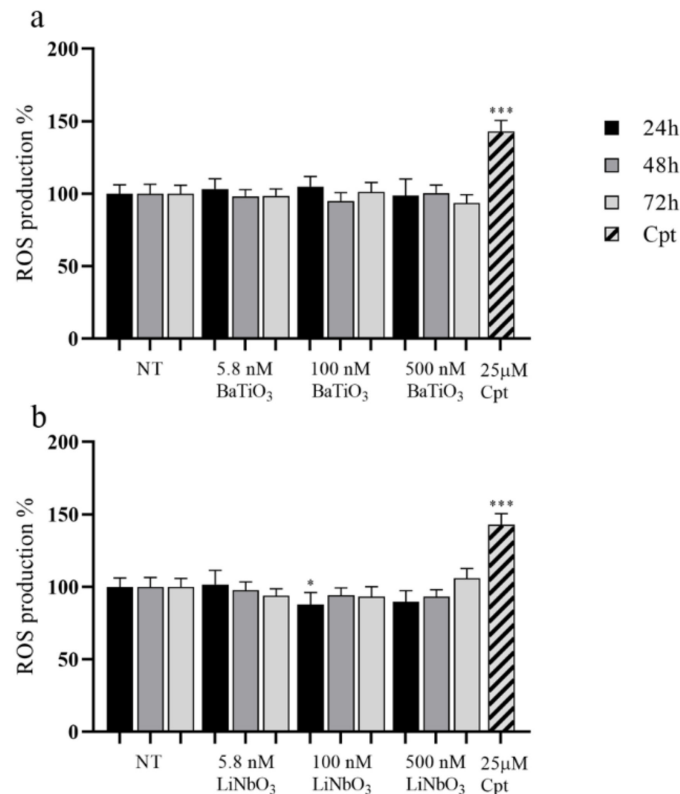 a
200
150
100
50
0
ROS production %
***
NT
5.8 nM
BaTiO₃
100 nM
BaTiO₃
500 nM
BaTiO₃
25μM
Cpt
24h
48h
72h
Cpt
b
200
150
100
50
0
ROS production %
*
***
NT
5.8 nM
LiNbO₃
100 nM
LiNbO₃
500 nM
LiNbO₃
25μM
Cpt